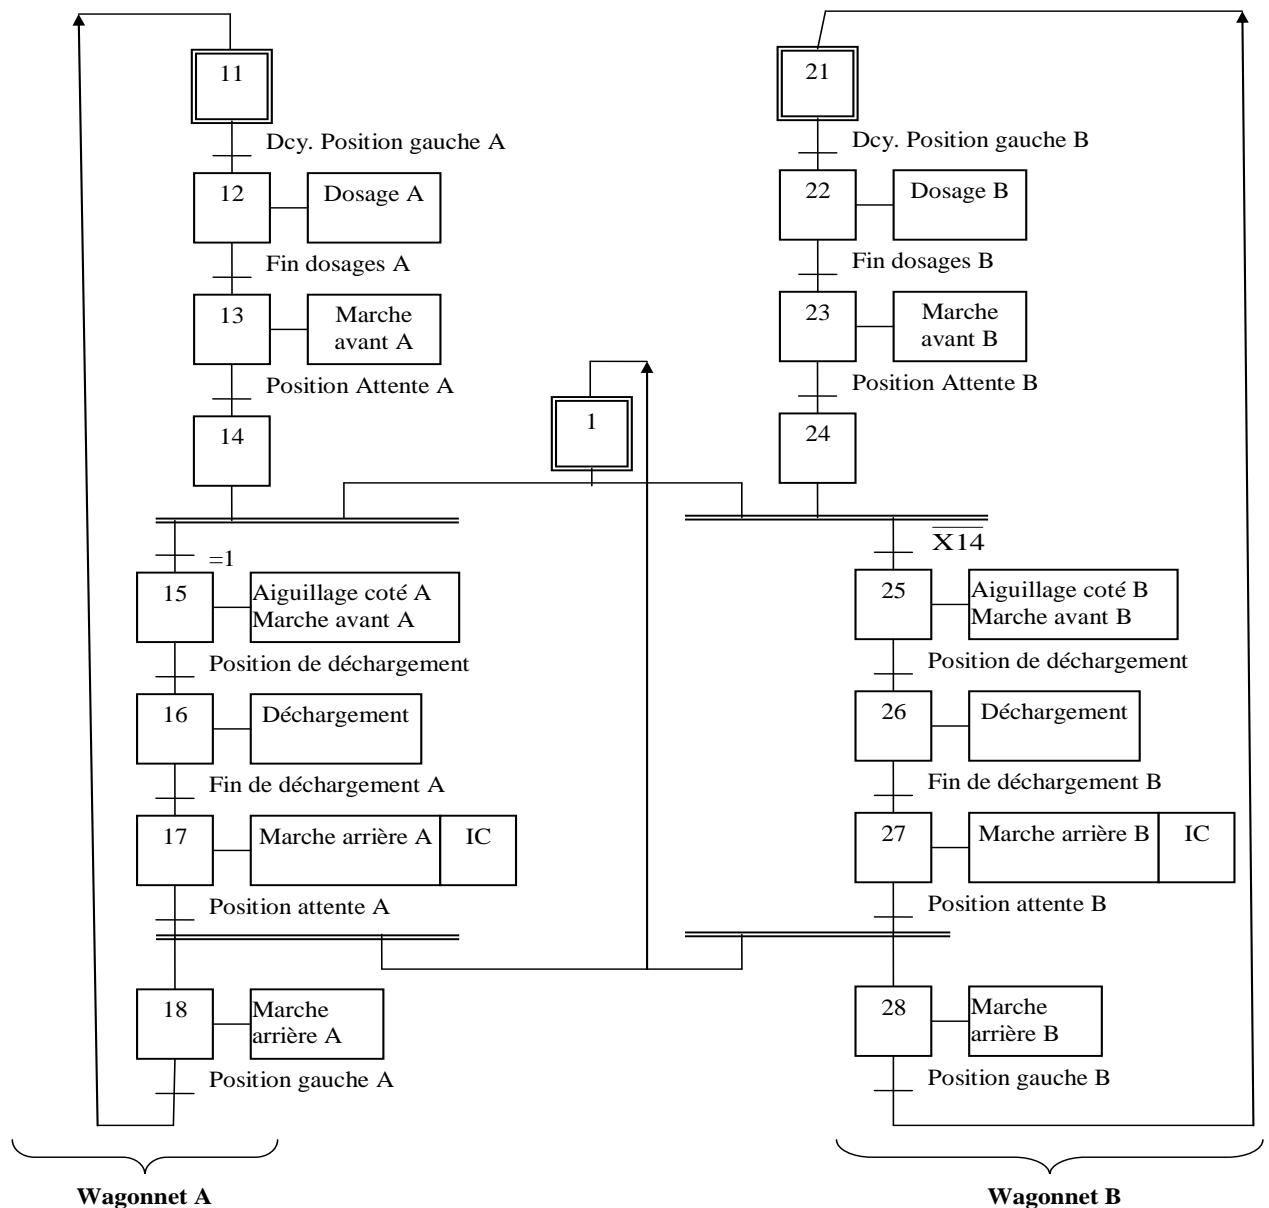 11
Dcy. Position gauche A
12
Dosage A
Fin dosages A
13
Marche
avant A
Position Attente A
14
1
21
Dcy. Position gauche B
22
Dosage B
Fin dosages B
23
Marche
avant B
Position Attente B
24
=1
15
Aiguillage coté A
Marche avant A
Position de déchargement
16
Déchargement
Fin de déchargement A
17
Marche arrière A
IC
Position attente A
18
Marche
arrière A
Position gauche A
Wagonnet A
X̅1̅4̅
25
Aiguillage coté B
Marche avant B
Position de déchargement
26
Déchargement
Fin de déchargement B
27
Marche arrière B
IC
Position attente B
28
Marche
arrière B
Position gauche B
Wagonnet B